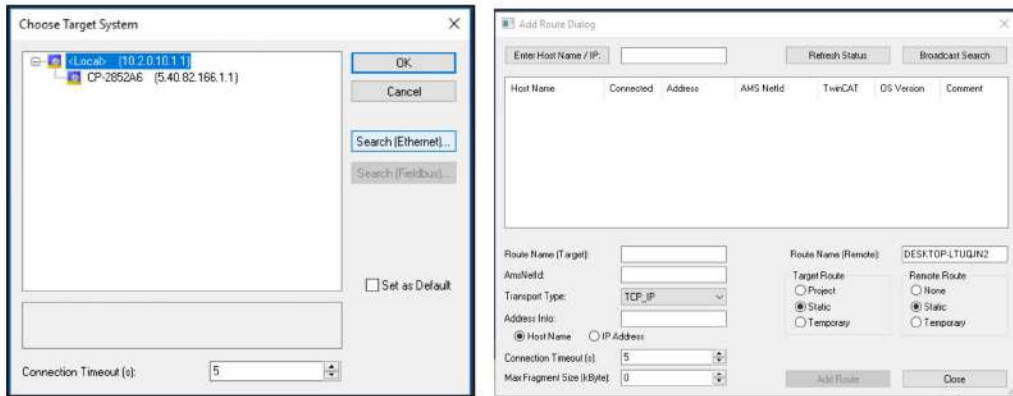 Choose Target System
<Local> (10.2.0.10.1.1)
CP-2852A6 (5.40.82.166.1.1)
OK
Cancel
Search (Ethernet)...
Search (Fieldbus)...
Set as Default
Connection Timeout (s):
5
Add Route Dialog
Enter Host Name / IP:
Refresh Status
Broadcast Search
Host Name Connected Address AMS NetId TwinCAT OS Version Comment
Route Name (Target):
Route Name (Remote):
DESKTOP-LTUQJN2
AmsNetId:
Target Route
Remote Route
Project
None
Transport Type:
TCP_IP
Static
Static
Address Info:
Temporary
Temporary
Host Name
IP Address
Connection Timeout (s):
5
Max Fragment Size (kByte):
0
Add Route
Close